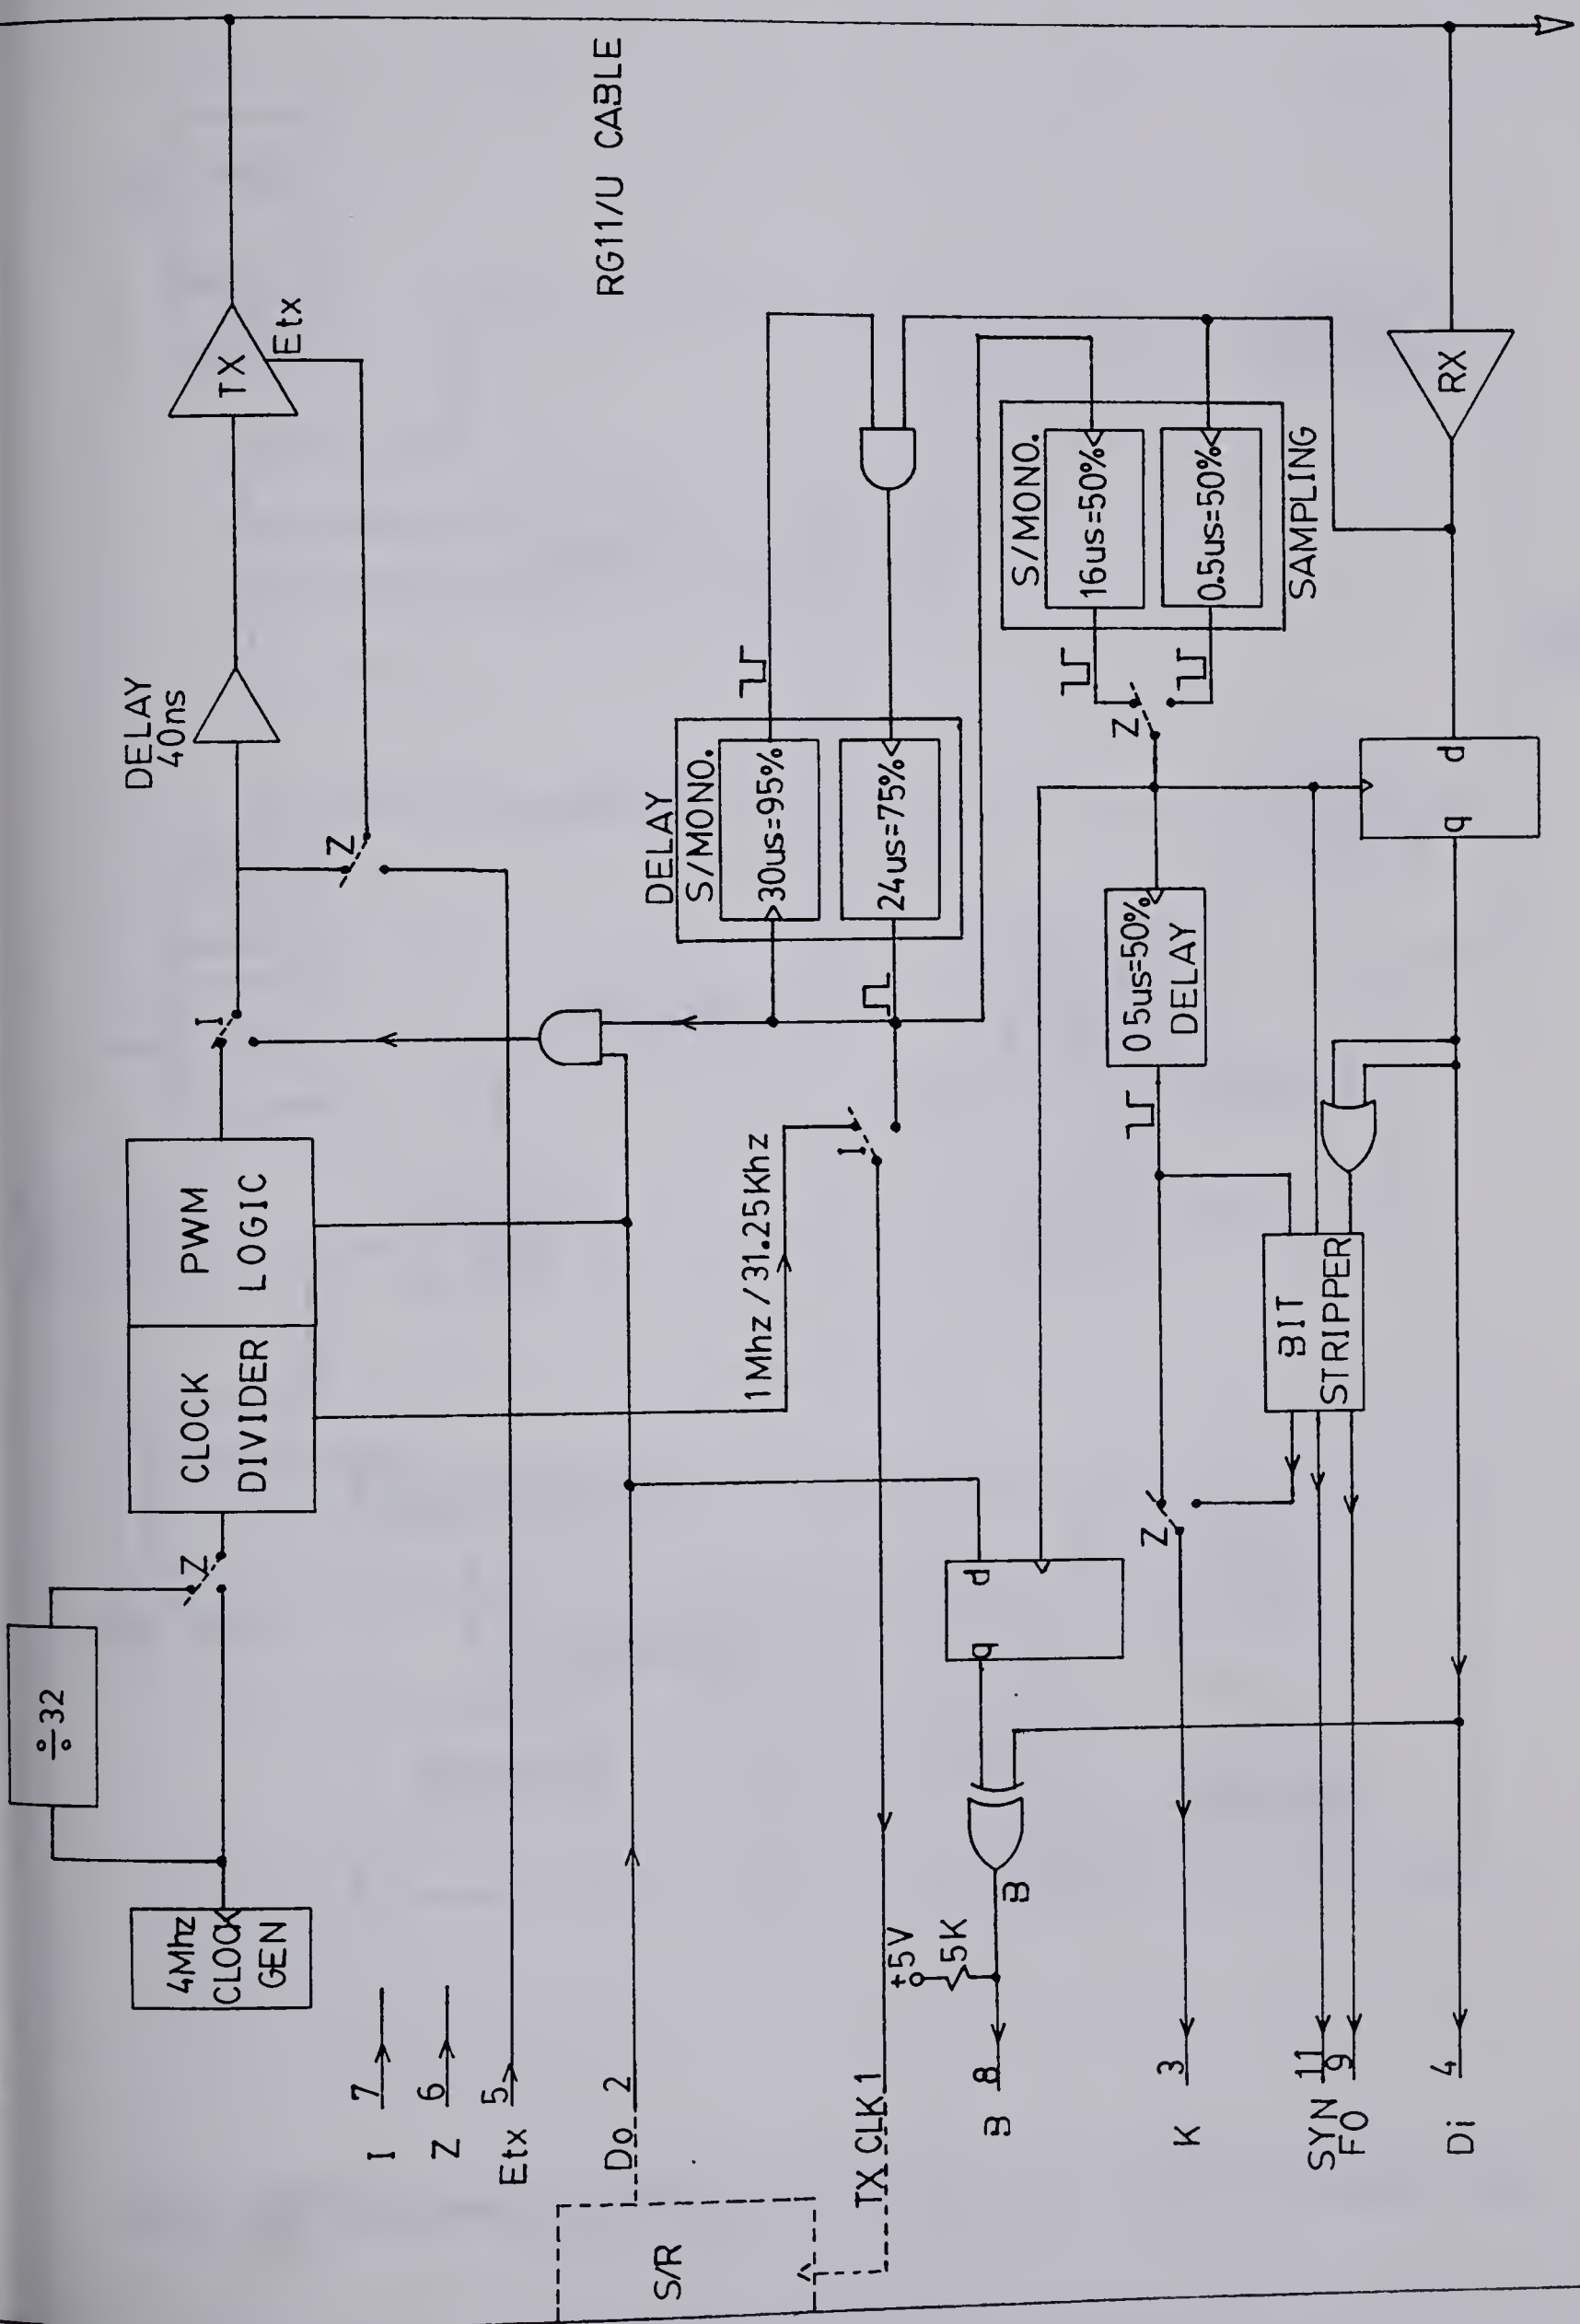 ÷32
4Mhz
CLOCK
GEN
Z
CLOCK
DIVIDER
PWM
LOGIC
I
DELAY
40ns
Z
TX
Etx
RG11/U CABLE
I 7
Z 6
Etx 5
Do 2
S/R
TX CLK 1
1Mhz/31.25Khz
I
DELAY
S/MONO.
30us=95%
24us=75%
S/MONO.
16us=50%
0.5us=50%
SAMPLING
Z
+5V
5K
B
B 8
d
q
Z
0 5us=50%
DELAY
K 3
BIT
STRIPPER
SYN 11
FO 9
Di 4
q
d
RX